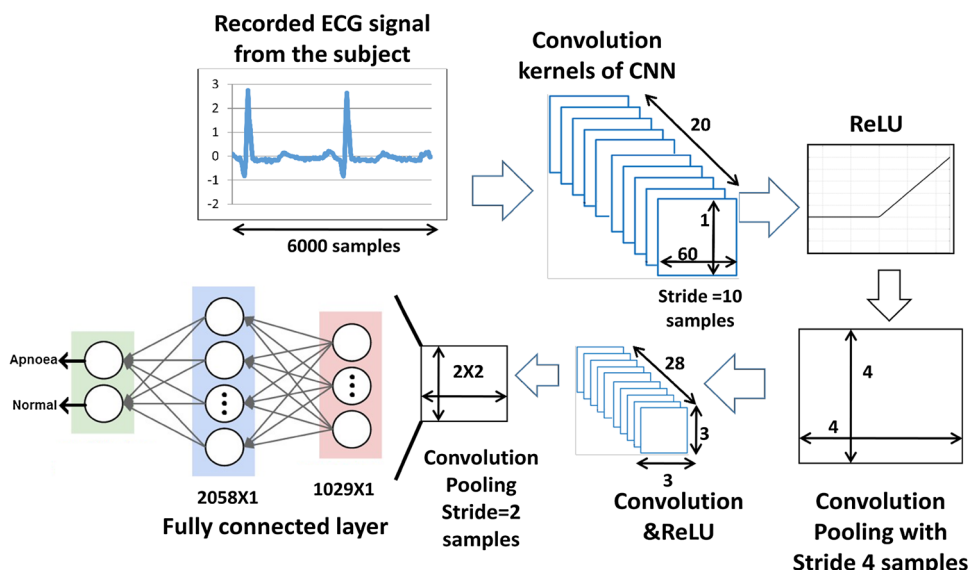 Recorded ECG signal
from the subject
3
2
1
0
-1
-2
6000 samples
Convolution
kernels of CNN
20
1
60
Stride =10
samples
ReLU
4
4
Convolution
Pooling with
Stride 4 samples
28
3
3
Convolution
&ReLU
2X2
Convolution
Pooling
Stride=2
samples
1029X1
2058X1
Fully connected layer
Apnoea
Normal